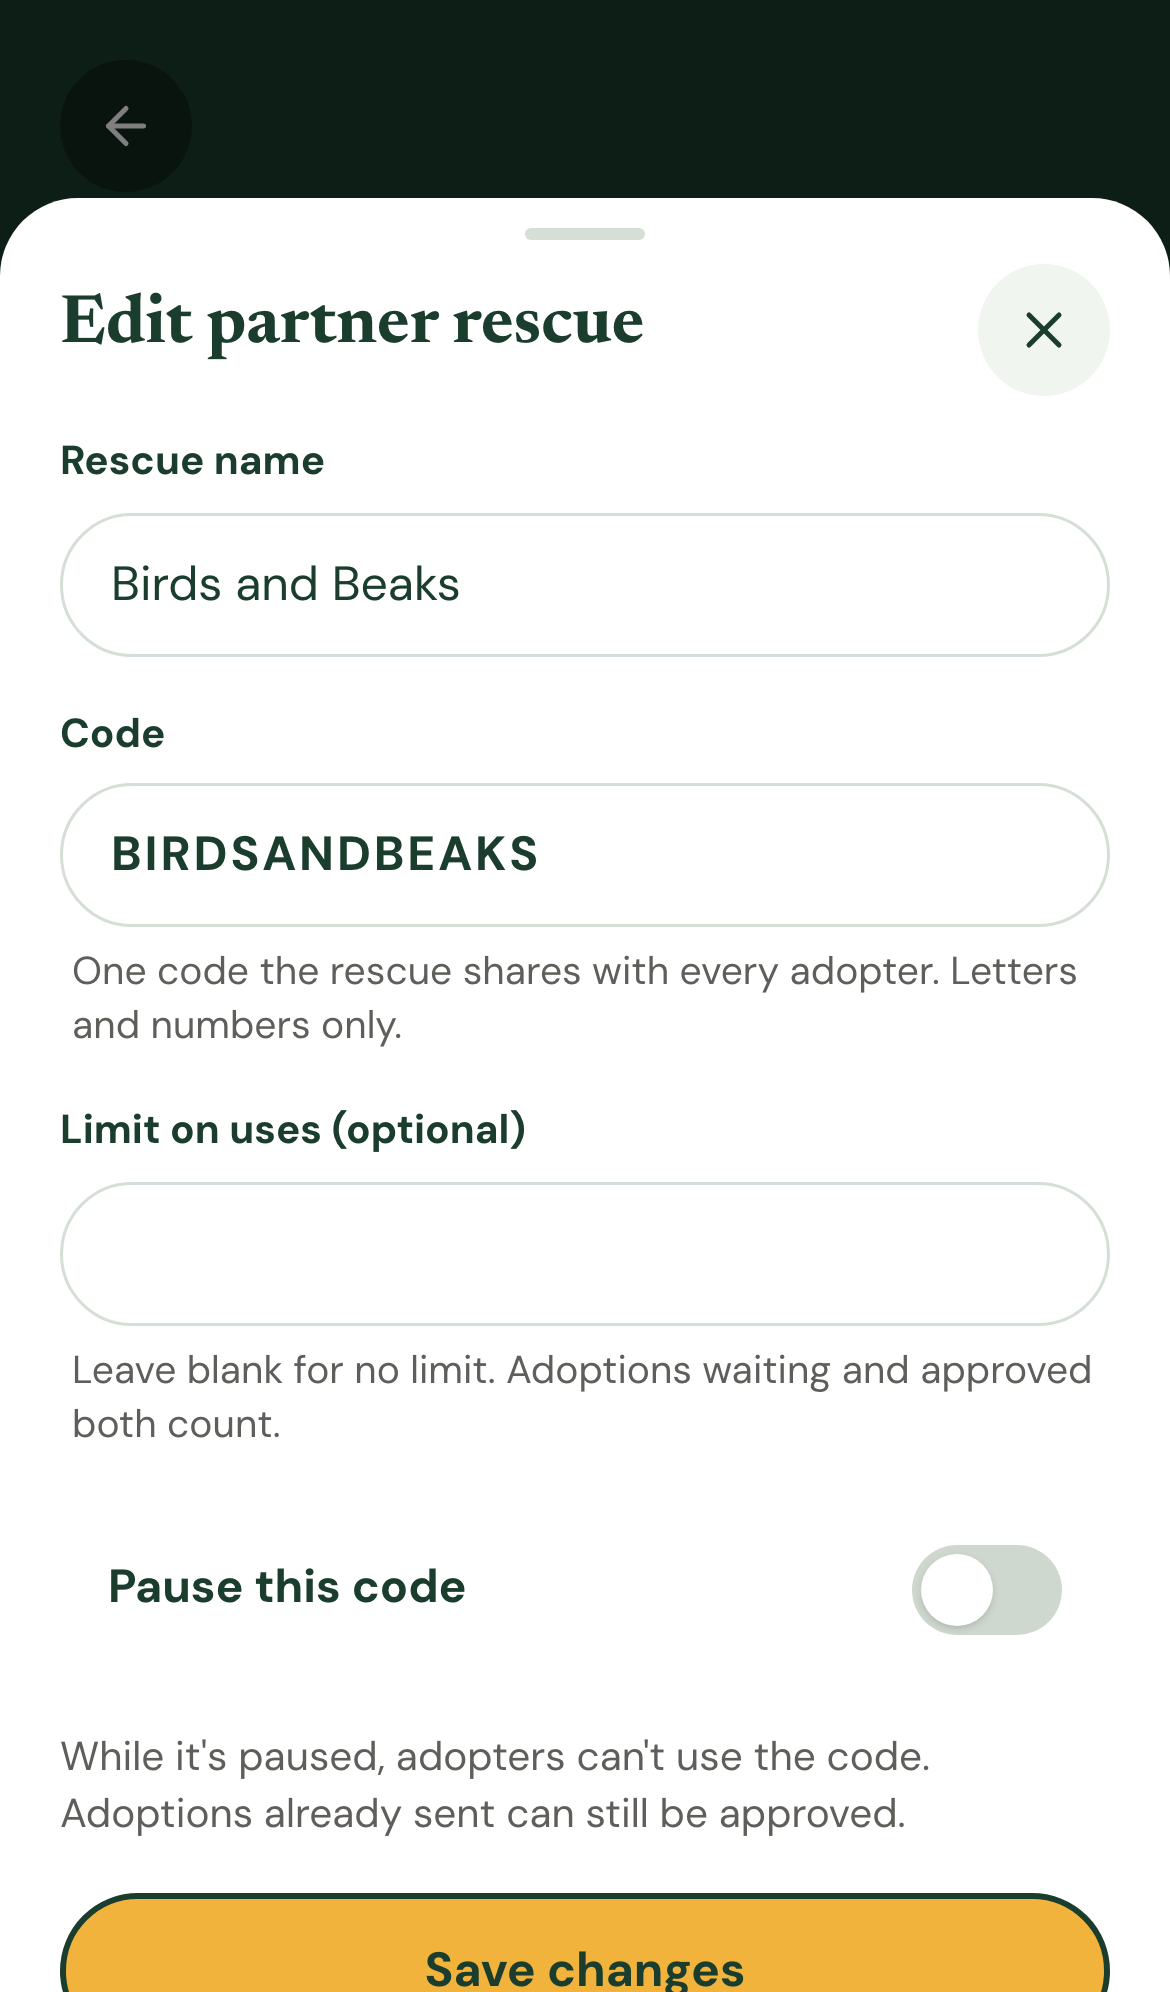 Edit partner rescue
Rescue name
Birds and Beaks
Code
BIRDSANDBEAKS
One code the rescue shares with every adopter. Letters
and numbers only.
Limit on uses (optional)
Leave blank for no limit. Adoptions waiting and approved
both count.
Pause this code
While it's paused, adopters can't use the code.
Adoptions already sent can still be approved.
Save changes